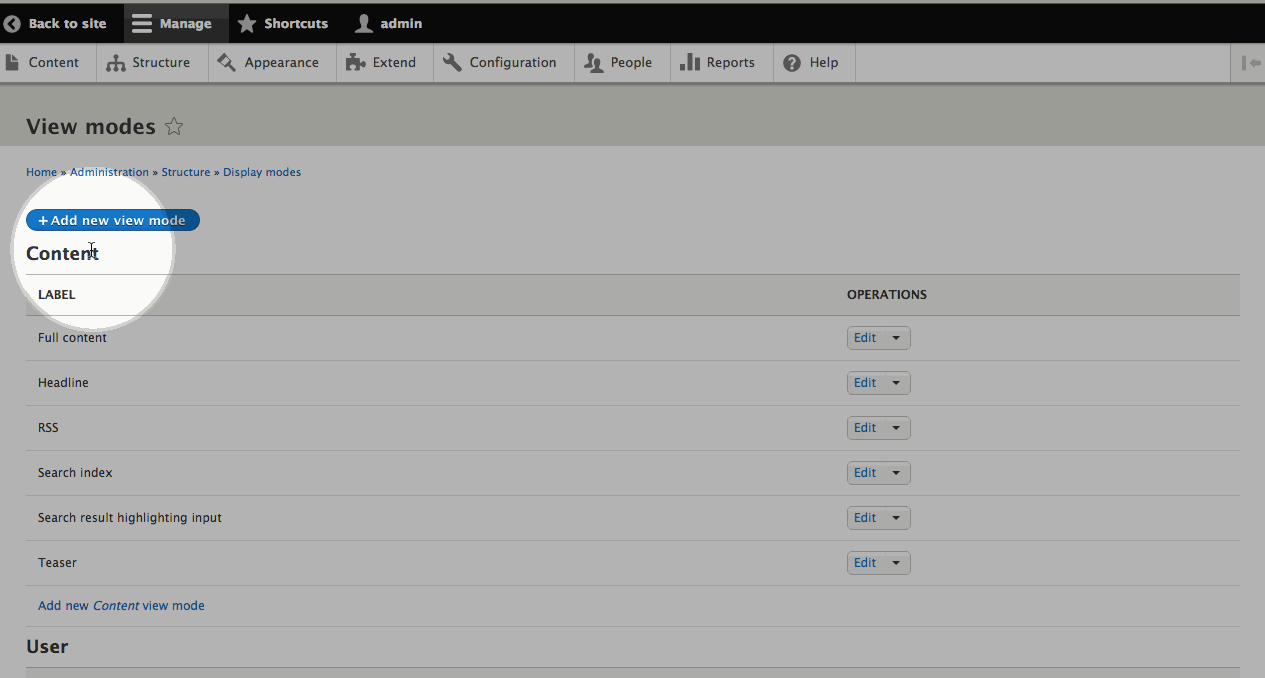 Back to site Manage Shortcuts admin
Content Structure Appearance Extend Configuration People Reports Help
View modes
Home » Administration » Structure » Display modes
+ Add new view mode
Content
LABEL OPERATIONS
Full content Edit
Headline Edit
RSS Edit
Search index Edit
Search result highlighting input Edit
Teaser Edit
Add new Content view mode
User